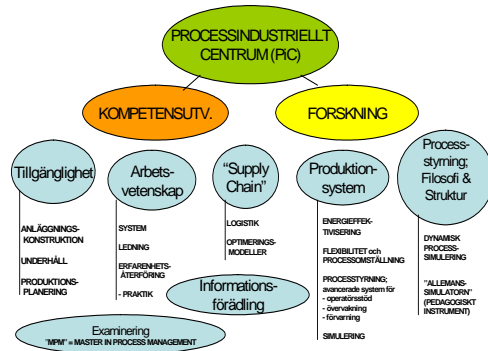 PROCESSINDUSTRIELLT
CENTRUM (PiC)
KOMPETENSUTV.
FORSKNING
Tillgänglighet
ANLÄGGNINGS-
KONSTRUKTION
UNDERHÅLL
PRODUKTIONS-
PLANERING
Arbets-
vetenskap
SYSTEM
LEDNING
ERFARENHETS-
ÅTERFÖRING
- PRAKTIK
"Supply
Chain"
LOGISTIK
OPTIMERINGS-
MODELLER
Produktion-
system
ENERGIEFFEK-
TIVISERING
FLEXIBILITET och
PROCESSOMSTÄLLNING
PROCESSTYRNING;
avancerade system för
- operatörsstöd
- övervakning
- förvarning
SIMULERING
Process-
styrning;
Filosofi &
Struktur
DYNAMISK
PROCESS-
SIMULERING
"ALLEMANS-
SIMULATORN"
(PEDAGOGISKT
INSTRUMENT)
Informations-
förädling
Examinering
"MPM" = MASTER IN PROCESS MANAGEMENT